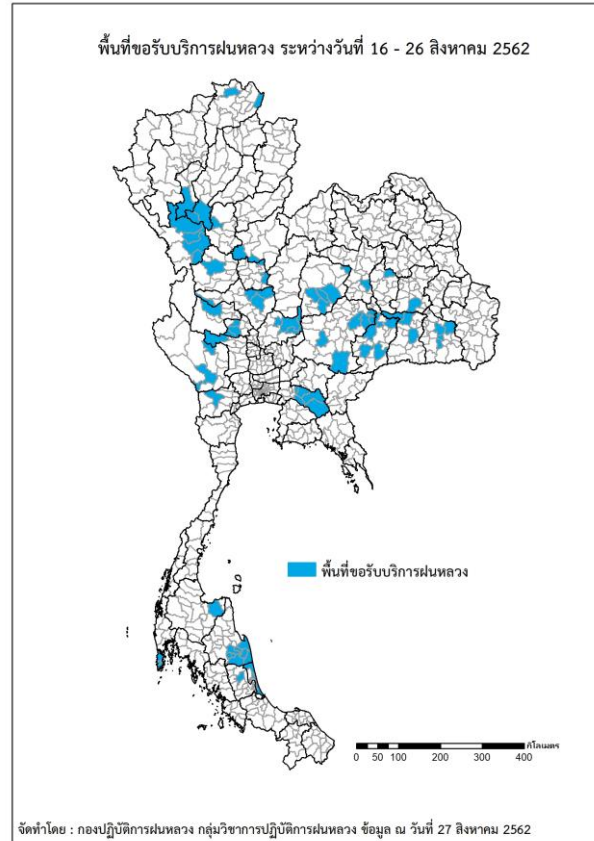 พื้นที่ขอรับบริการฝนหลวง ระหว่างวันที่ 16 - 26 สิงหาคม 2562
พื้นที่ขอรับบริการฝนหลวง
กิโลเมตร
0 50 100 200 300 400
จัดทำโดย : กองปฏิบัติการฝนหลวง กลุ่มวิชาการปฏิบัติการฝนหลวง ข้อมูล ณ วันที่ 27 สิงหาคม 2562